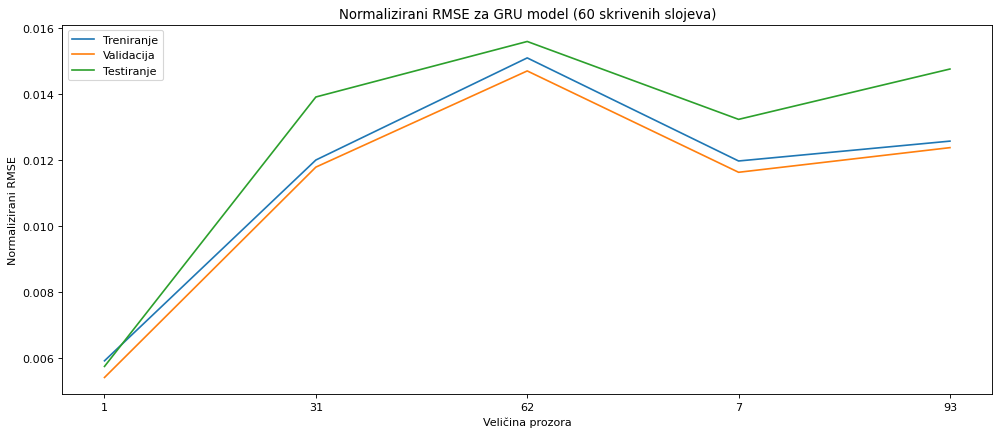 Normalizirani RMSE za GRU model (60 skrivenih slojeva)
Treniranje
Validacija
Testiranje
Normalizirani RMSE
0.016
0.014
0.012
0.010
0.008
0.006
1
31
62
7
93
Veličina prozora